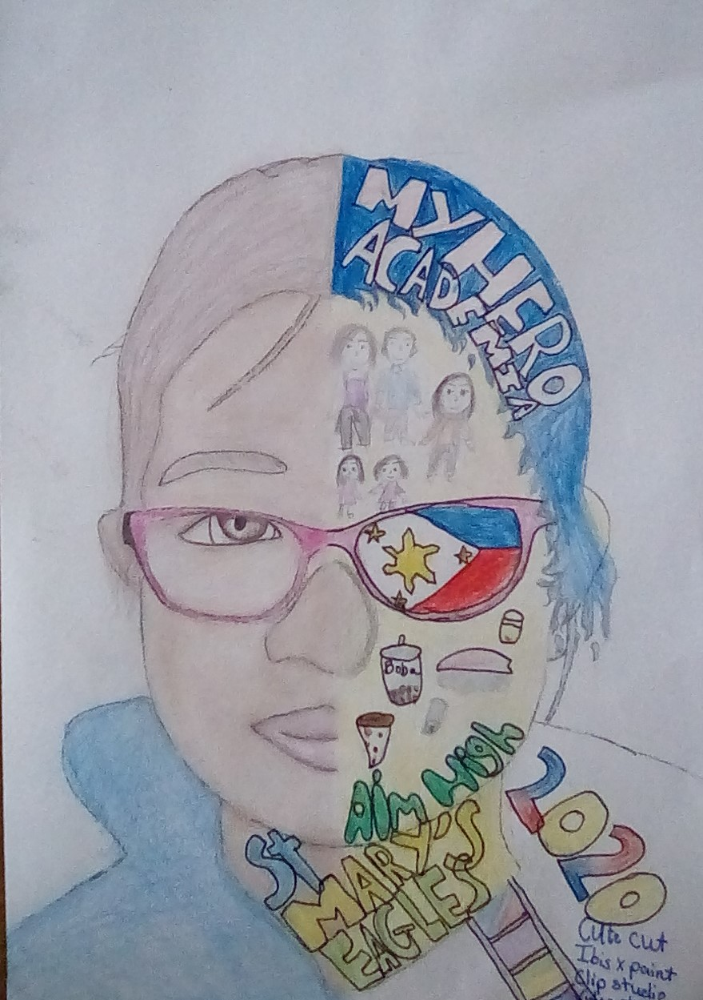 MY HERO
ACADEMIA
Boba
Aim High
St
MARY'S
EAGLES
2020
Cute cut
Ibis x paint
Clip studio